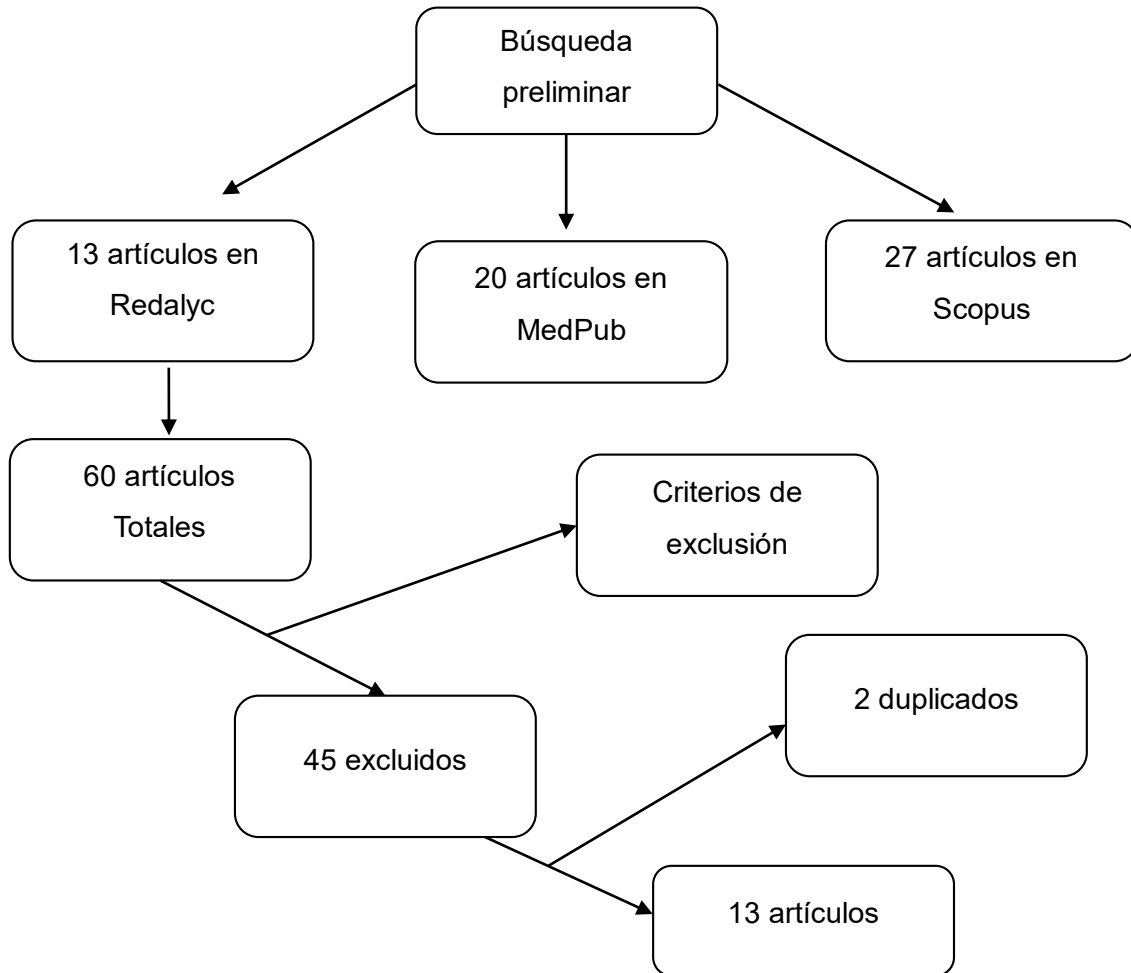 Búsqueda
preliminar
13 artículos en
Redalyc
20 artículos en
MedPub
27 artículos en
Scopus
60 artículos
Totales
Criterios de
exclusión
45 excluidos
2 duplicados
13 artículos